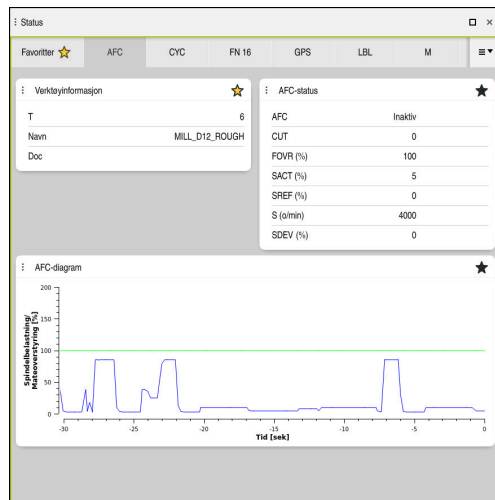 Status
Favoritter AFC CYC FN 16 GPS LBL M
Verktøyinformasjon
T 6
Navn MILL_D12_ROUGH
Doc
AFC-status
AFC Inaktiv
CUT 0
FOVR (%) 100
SACT (%) 5
SREF (%) 0
S (o/min) 4000
SDEV (%) 0
AFC-diagram
Spindelbelastning/
Mateoverstyring [%]
200
150
100
50
0
-30 -25 -20 -15 -10 -5 0
Tid [sek]